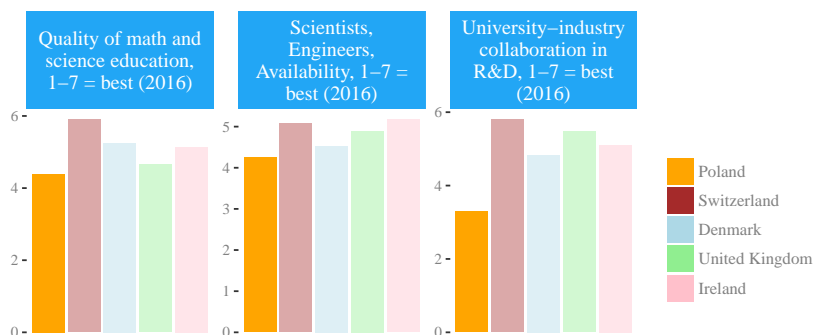 Quality of math and
science education,
1–7 = best (2016)
Scientists,
Engineers,
Availability, 1–7 =
best (2016)
University–industry
collaboration in
R&D, 1–7 = best
(2016)
6
4
2
0
5
4
3
2
1
0
6
4
2
0
Poland
Switzerland
Denmark
United Kingdom
Ireland